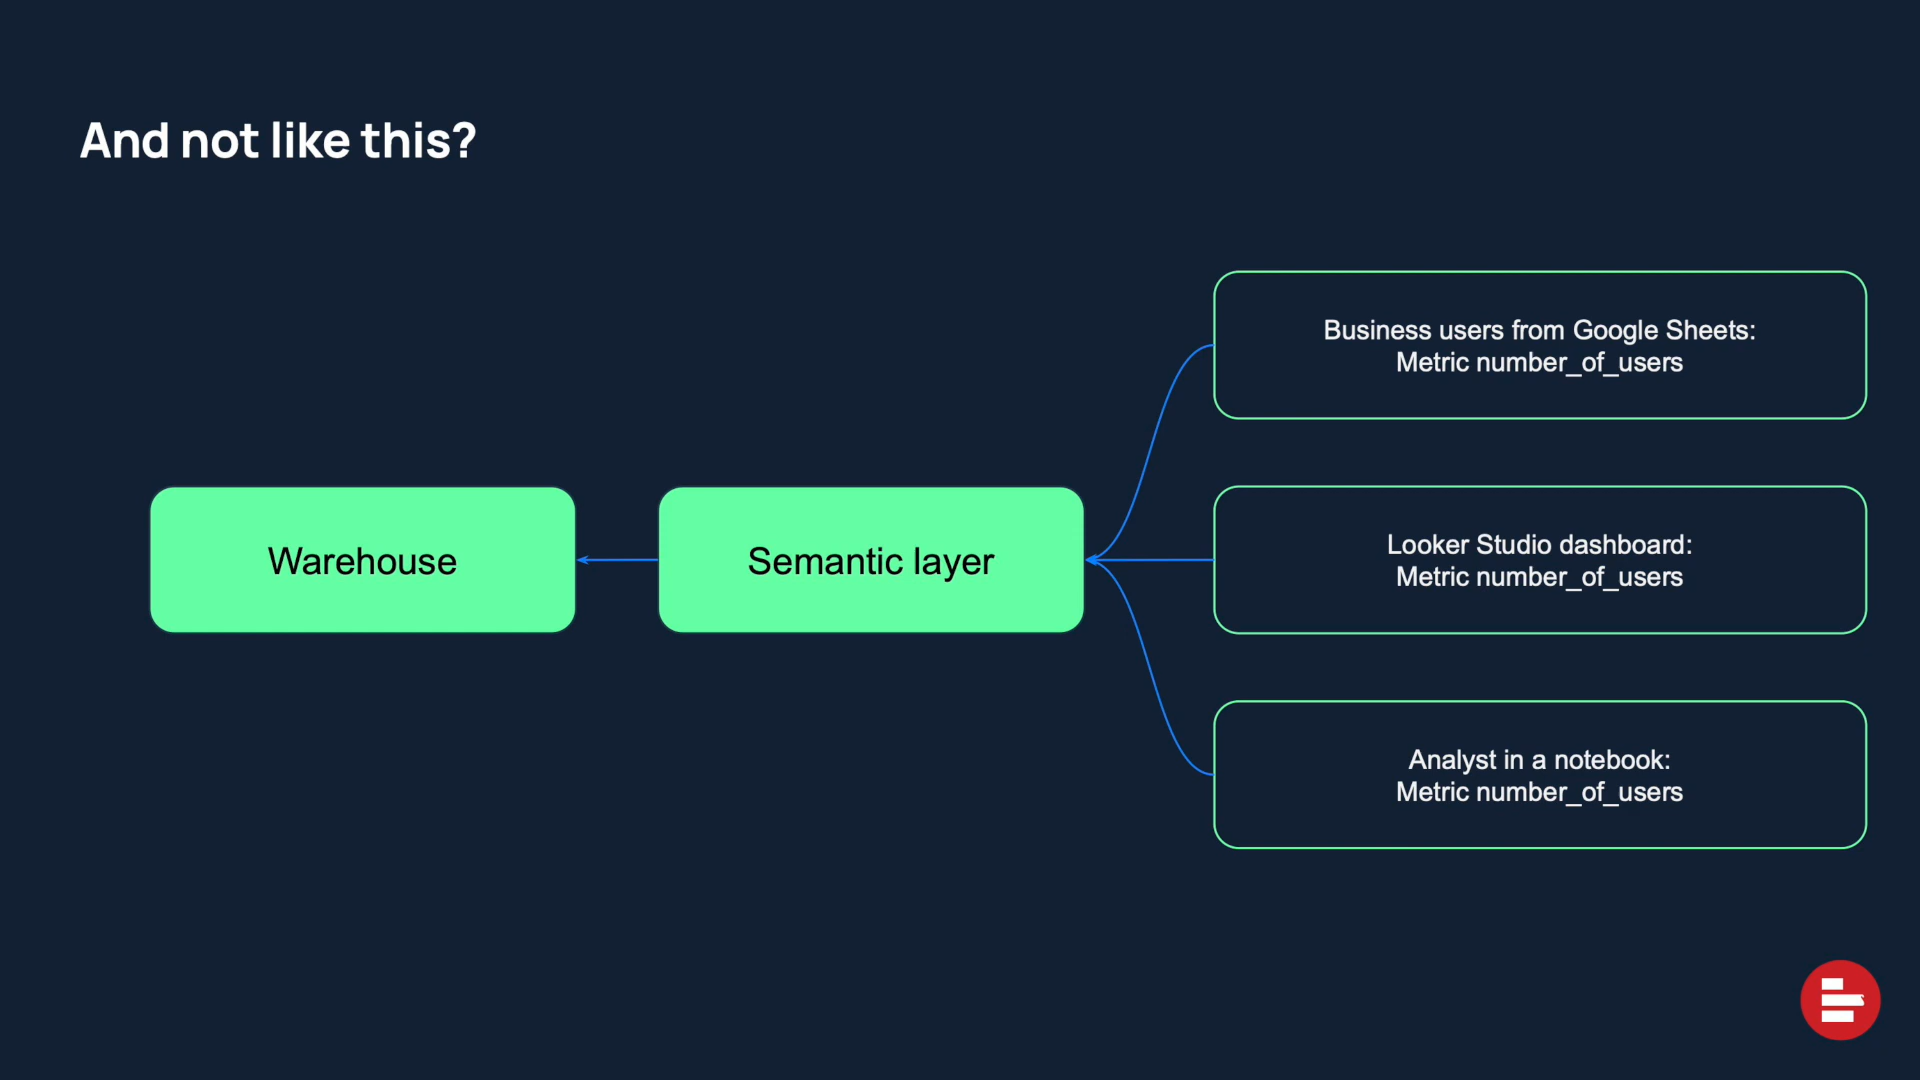 And not like this?
Warehouse
Semantic layer
Business users from Google Sheets:
Metric number_of_users
Looker Studio dashboard:
Metric number_of_users
Analyst in a notebook:
Metric number_of_users